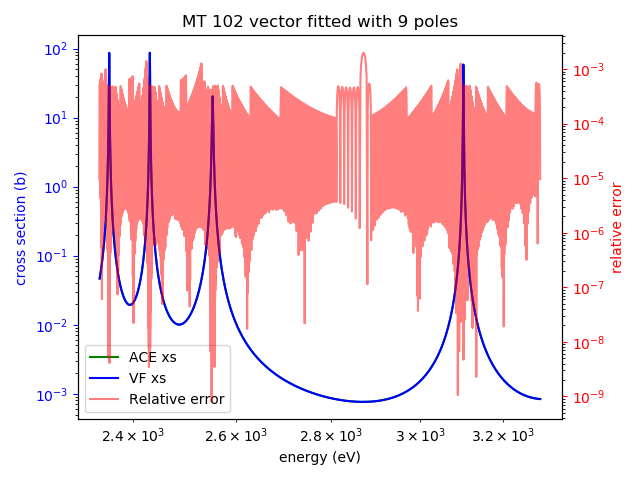 MT 102 vector fitted with 9 poles
10²
10¹
10⁰
10⁻¹
10⁻²
10⁻³
cross section (b)
10⁻³
10⁻⁴
10⁻⁵
10⁻⁶
10⁻⁷
10⁻⁸
10⁻⁹
relative error
ACE xs
VF xs
Relative error
2.4 × 10³ 2.6 × 10³ 2.8 × 10³ 3 × 10³ 3.2 × 10³
energy (eV)